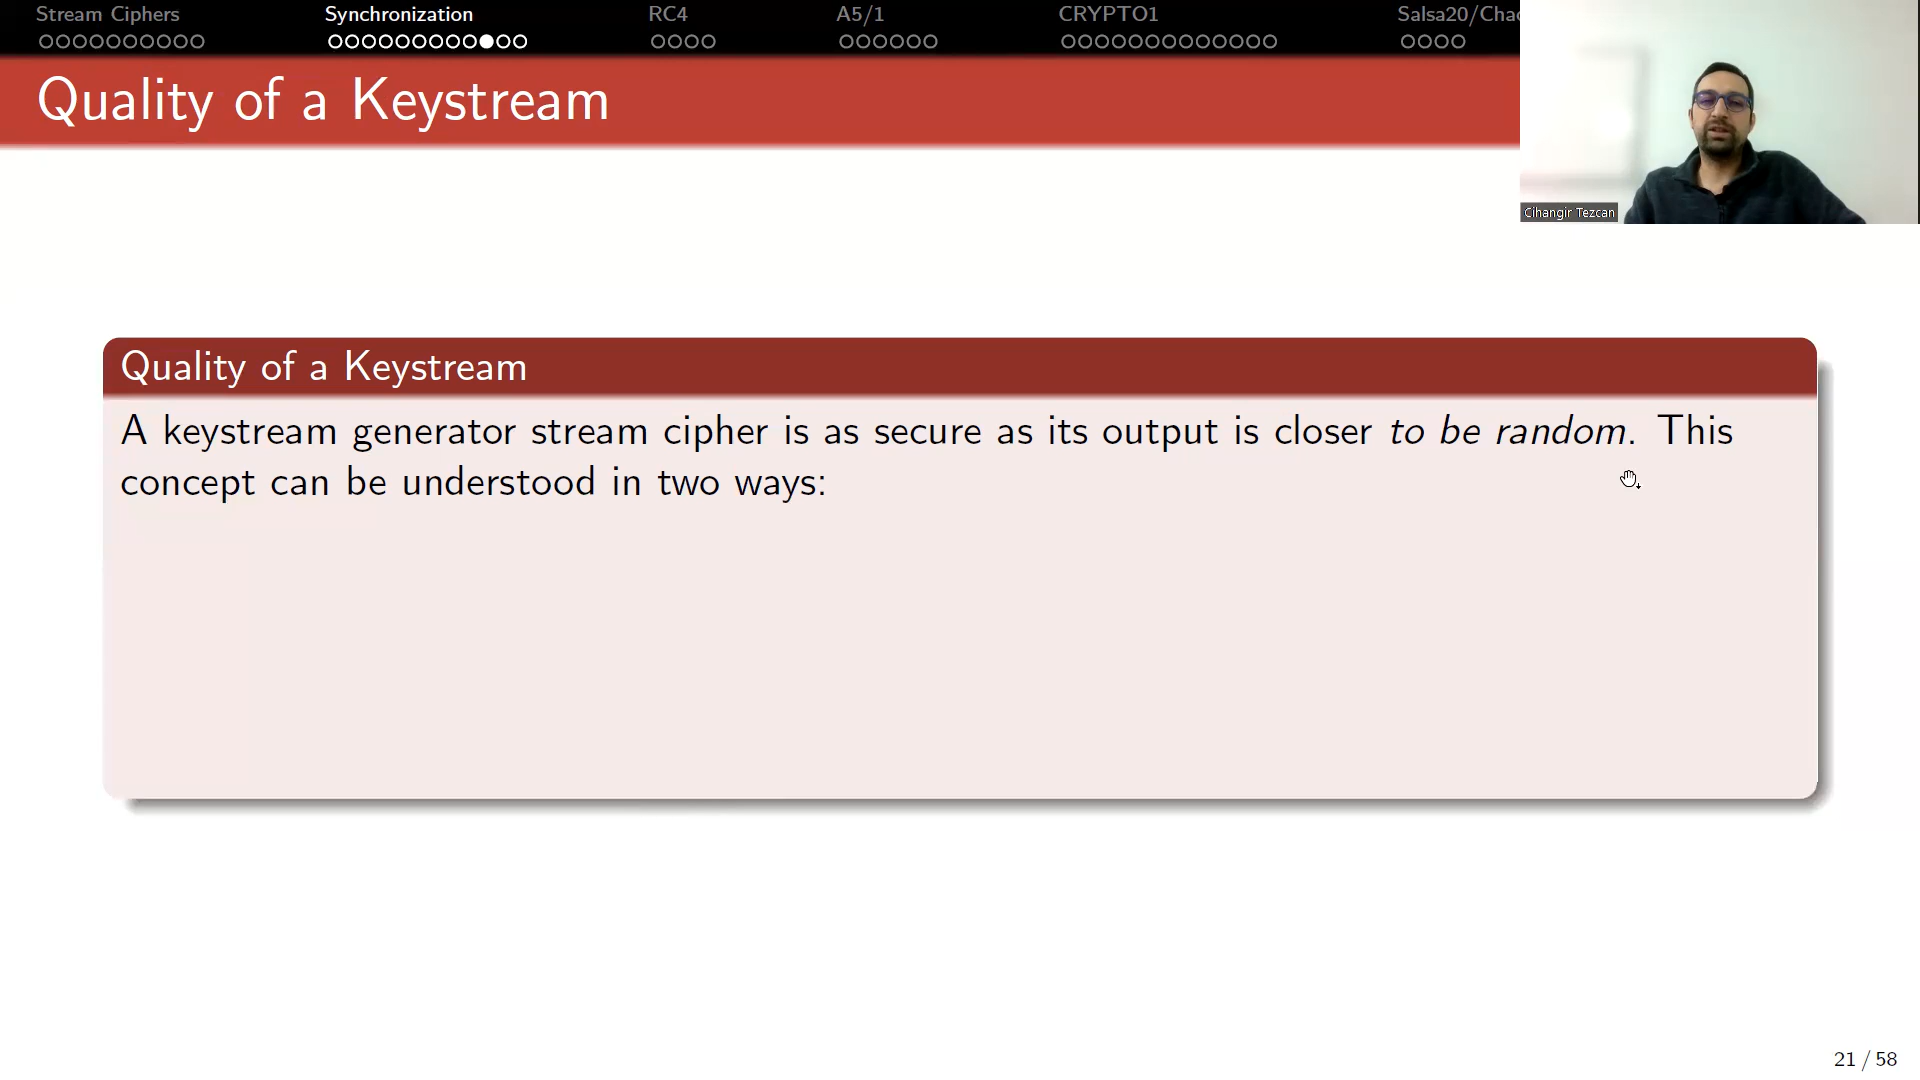 Stream Ciphers
Synchronization
RC4
A5/1
CRYPTO1
Salsa20/Chac
Quality of a Keystream
Cihangir Tezcan
Quality of a Keystream
A keystream generator stream cipher is as secure as its output is closer to be random. This
concept can be understood in two ways:
21 / 58